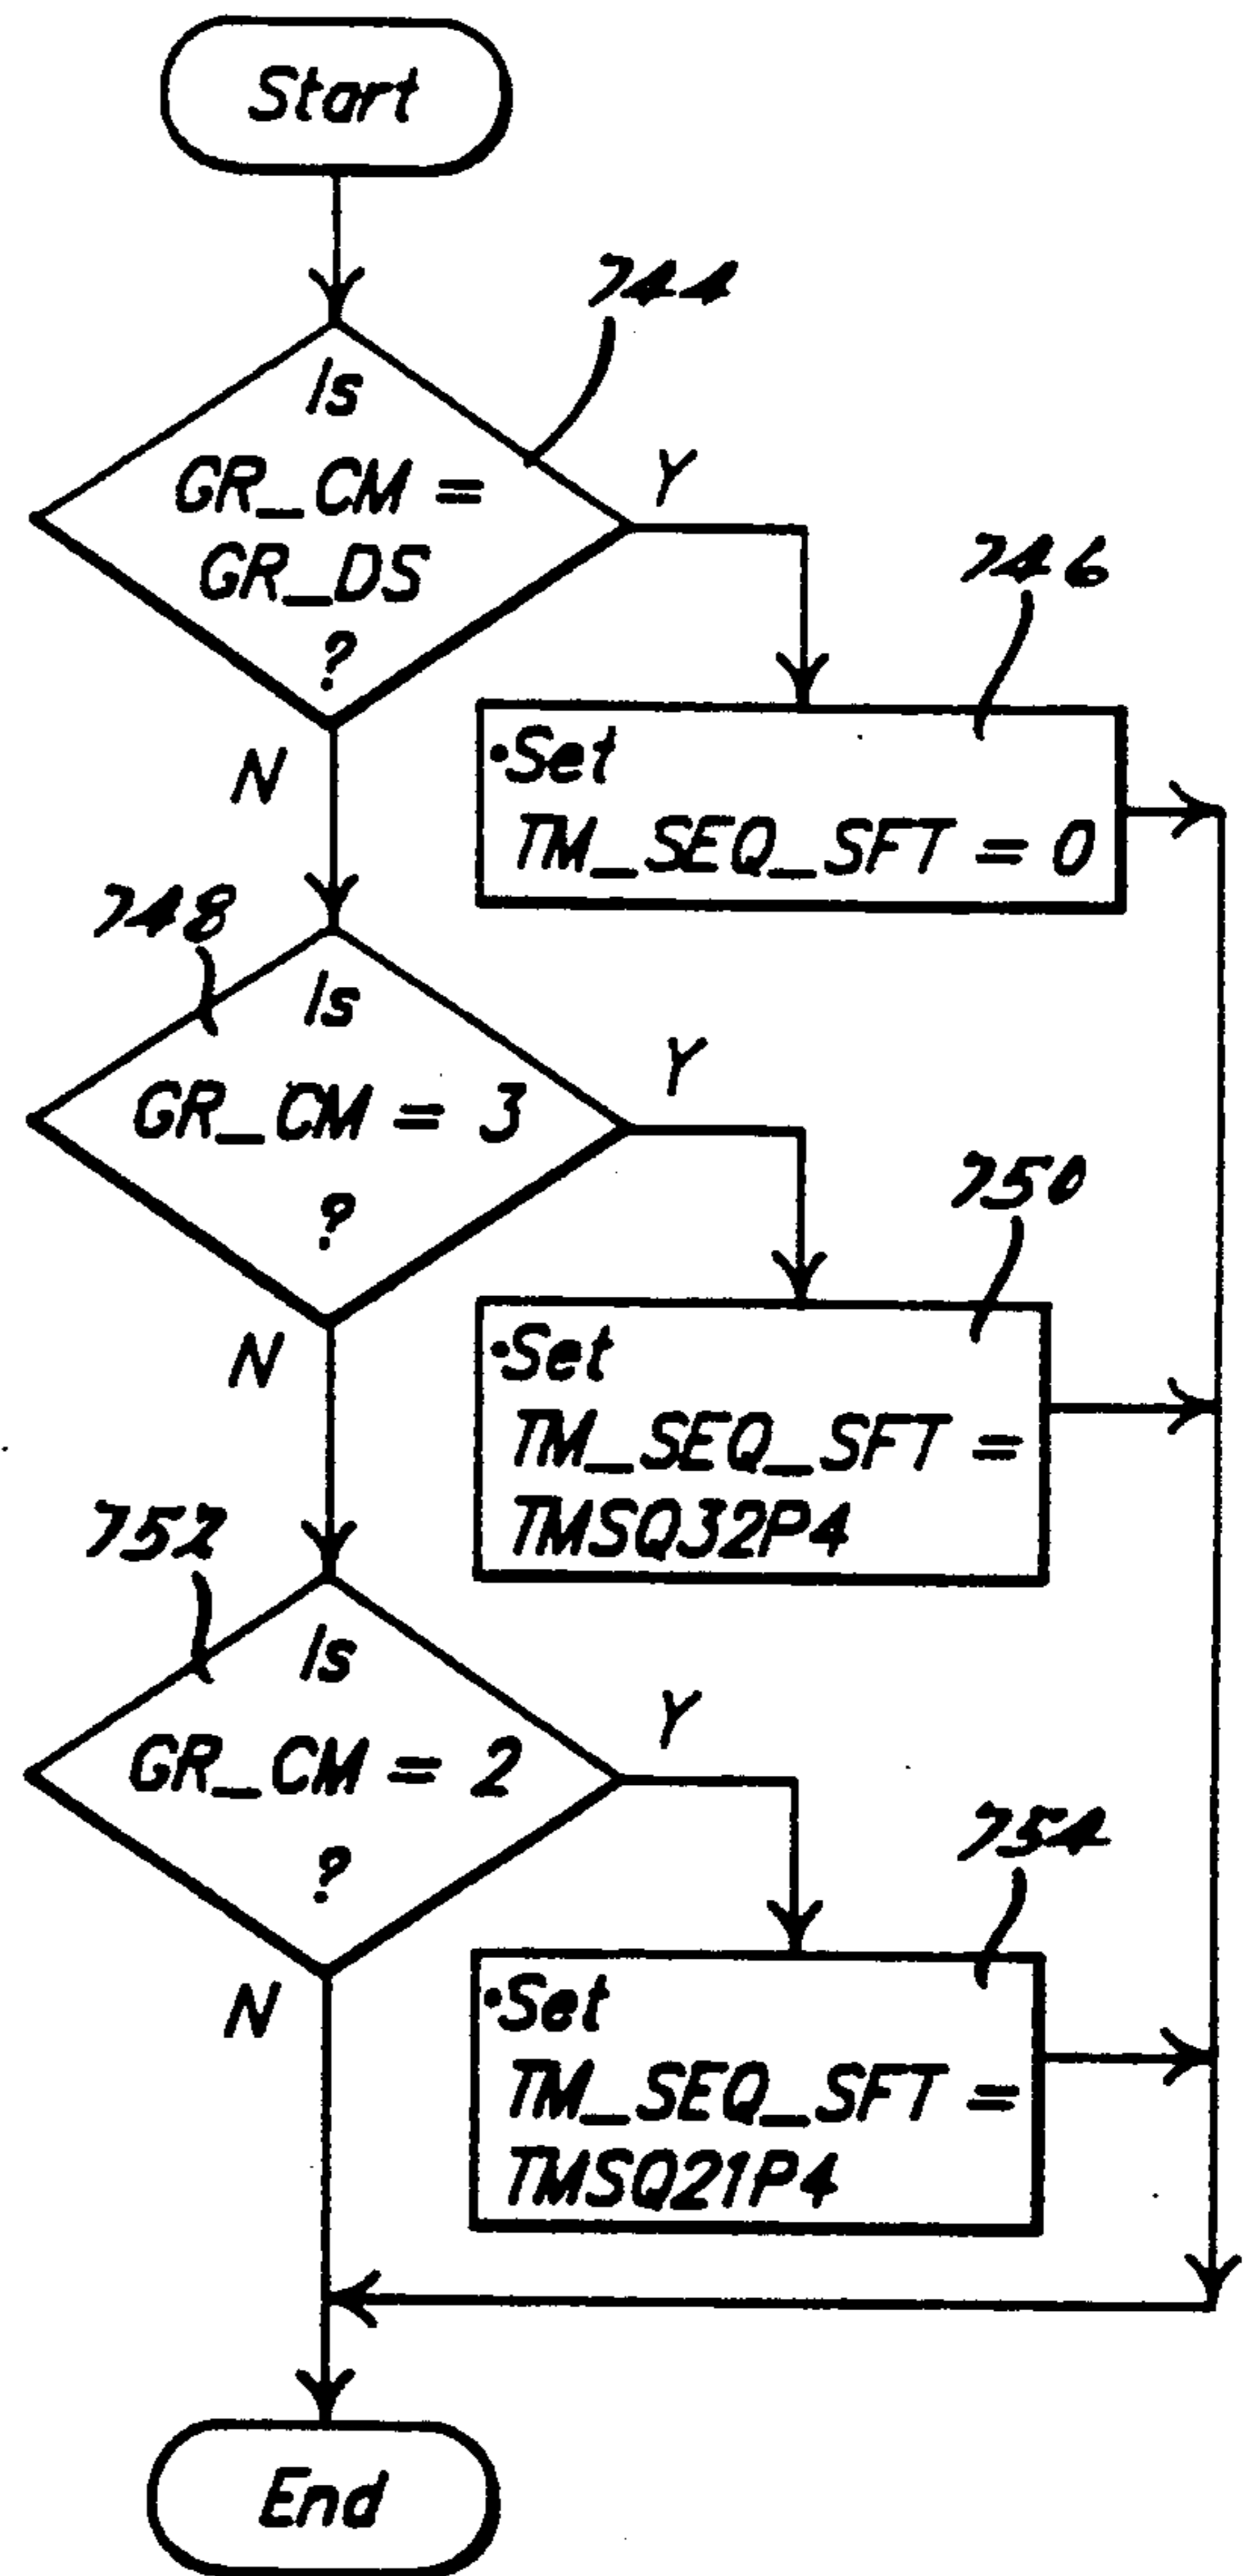 Start
744
Is
GR_CM =
GR_DS
?
Y
N
746
•Set
TM_SEQ_SFT = 0
748
Is
GR_CM = 3
?
Y
N
750
•Set
TM_SEQ_SFT =
TMSQ32P4
752
Is
GR_CM = 2
?
Y
N
754
•Set
TM_SEQ_SFT =
TMSQ21P4
End